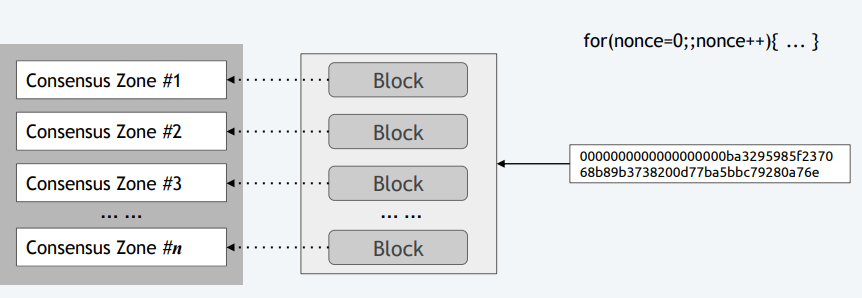 for(nonce=0;;nonce++){ ... }
Consensus Zone #1
Block
Consensus Zone #2
Block
0000000000000000000ba3295985f2370
68b89b3738200d77ba5bbc79280a76e
Consensus Zone #3
Block
... ...
... ...
Consensus Zone #n
Block